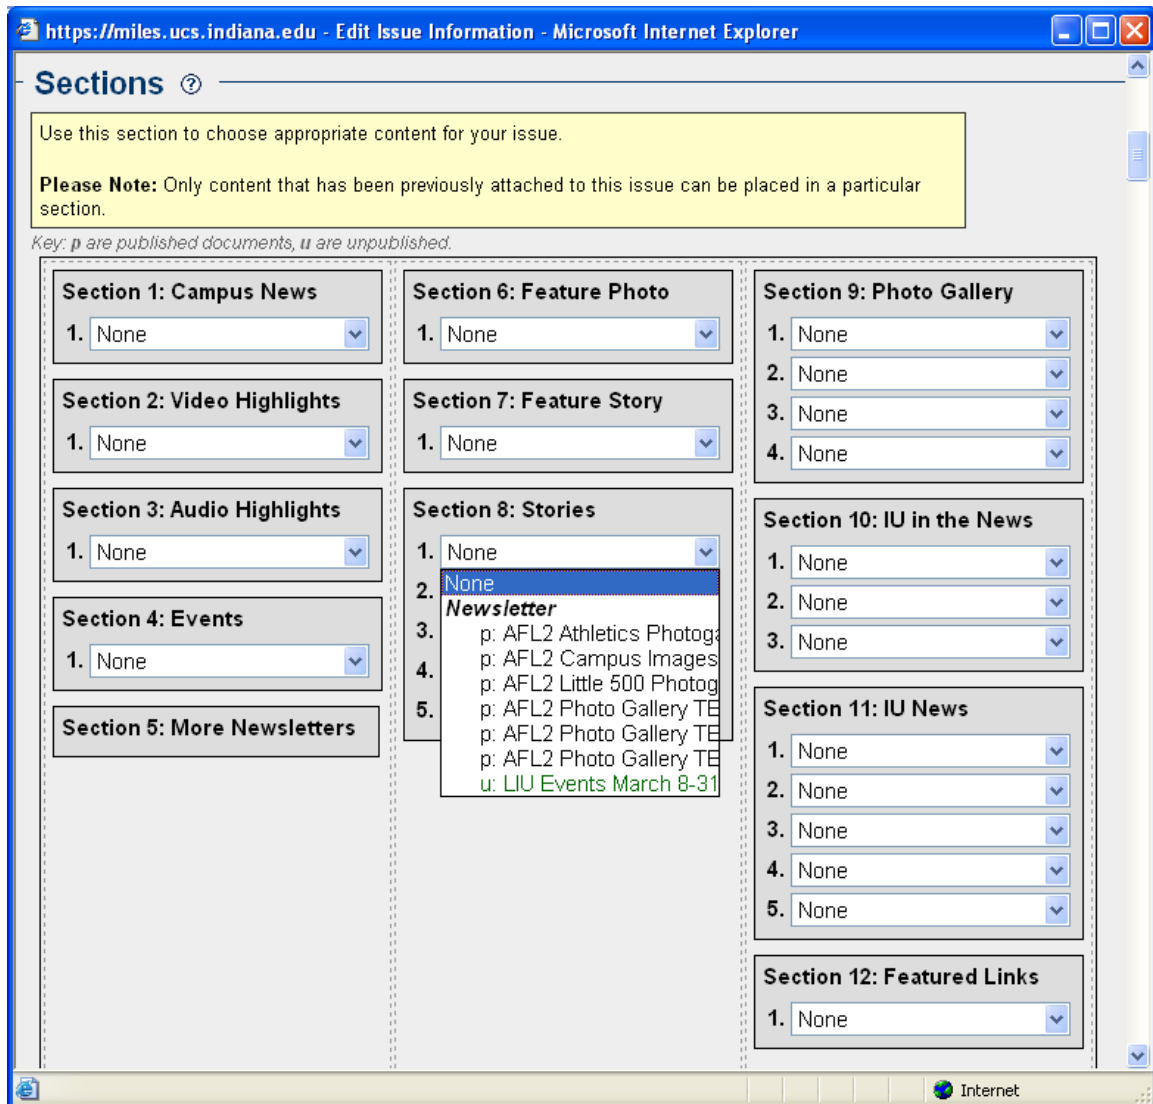 https://miles.ucs.indiana.edu - Edit Issue Information - Microsoft Internet Explorer
Sections ?
Use this section to choose appropriate content for your issue.
Please Note: Only content that has been previously attached to this issue can be placed in a particular
section.
Key: p are published documents, u are unpublished.
Section 1: Campus News
1. None
Section 2: Video Highlights
1. None
Section 3: Audio Highlights
1. None
Section 4: Events
1. None
Section 5: More Newsletters
Section 6: Feature Photo
1. None
Section 7: Feature Story
1. None
Section 8: Stories
1. None
2.
3.
4.
5.
None
Newsletter
p: AFL2 Athletics Photoga
p: AFL2 Campus Images
p: AFL2 Little 500 Photog
p: AFL2 Photo Gallery TE
p: AFL2 Photo Gallery TE
p: AFL2 Photo Gallery TE
u: LIU Events March 8-31
Section 9: Photo Gallery
1. None
2. None
3. None
4. None
Section 10: IU in the News
1. None
2. None
3. None
Section 11: IU News
1. None
2. None
3. None
4. None
5. None
Section 12: Featured Links
1. None
Internet